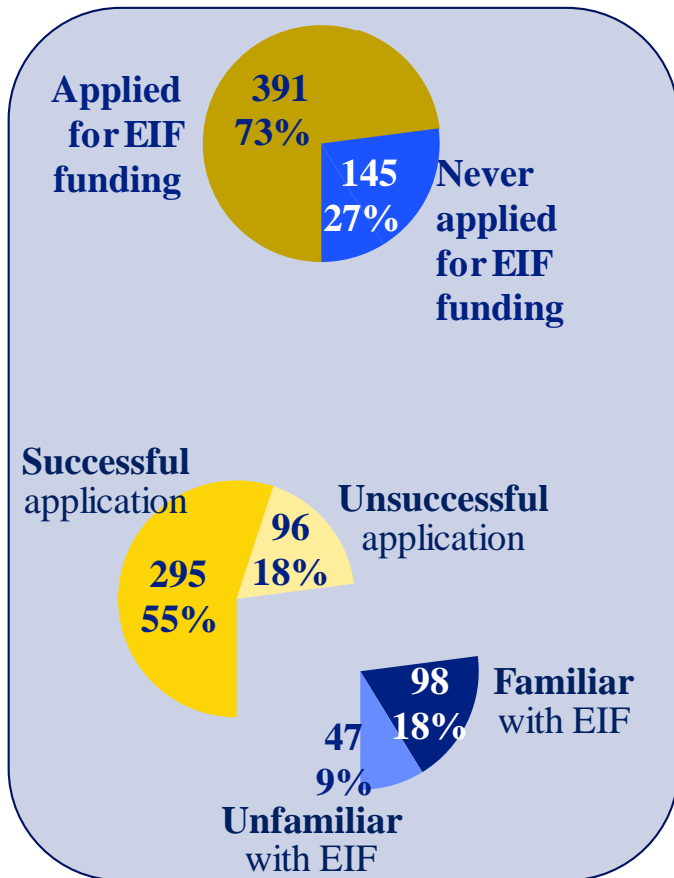 Applied
for EIF
funding
391
73%
145
27%
Never
applied
for EIF
funding
Successful
application
295
55%
96
18%
Unsuccessful
application
98
18%
Familiar
with EIF
47
9%
Unfamiliar
with EIF